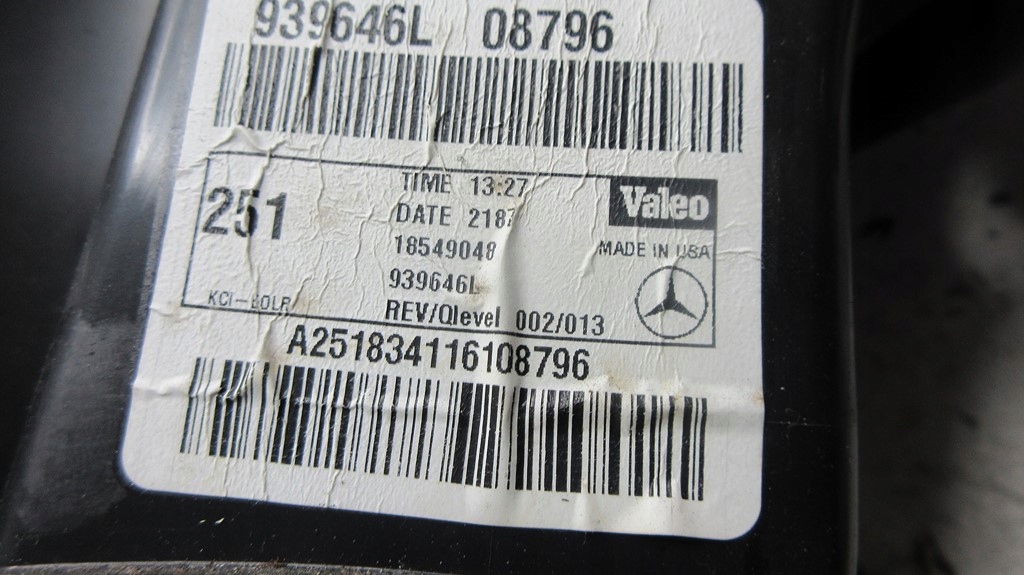 939646L 08796
251
TIME 13:27
DATE 2187
18549048
939646L
REV/Qlevel 002/013
Valeo
MADE IN USA
A251834116108796